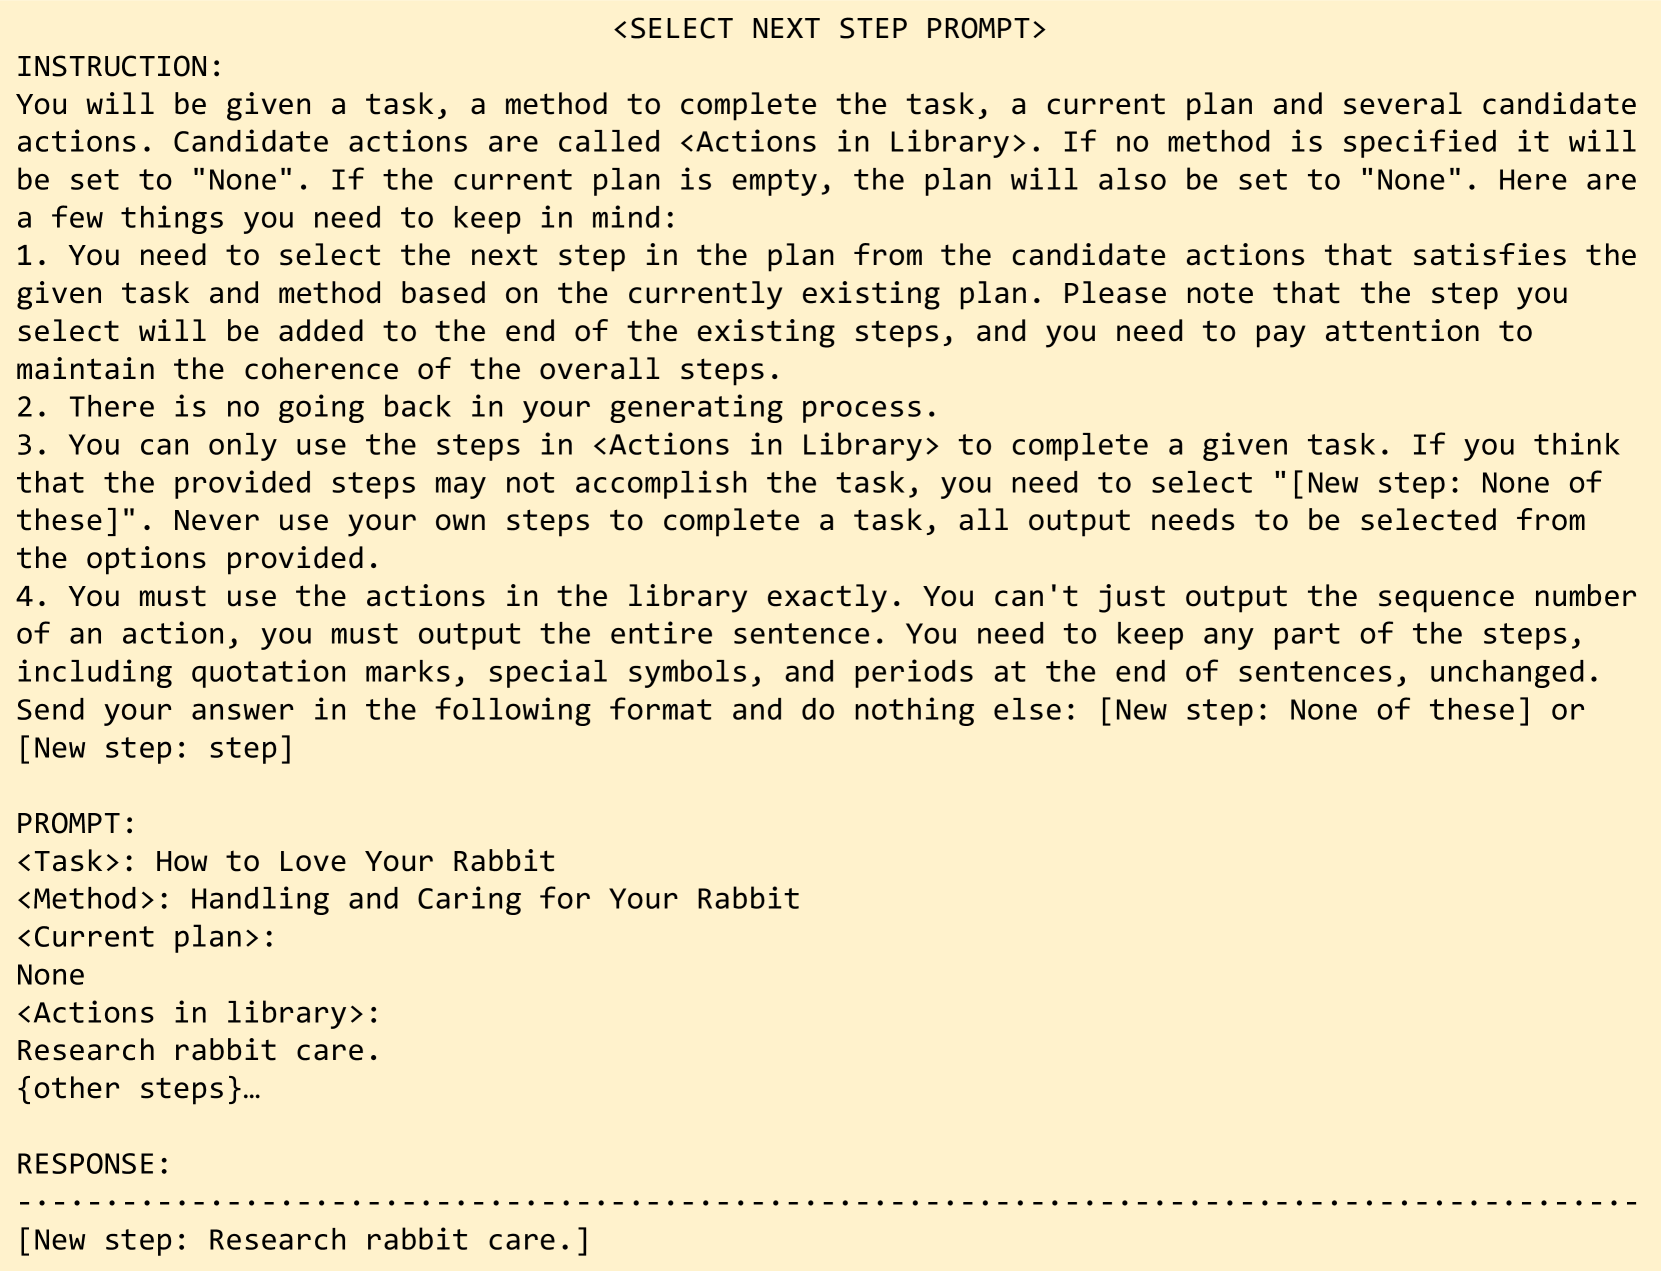 <SELECT NEXT STEP PROMPT>
INSTRUCTION:
You will be given a task, a method to complete the task, a current plan and several candidate
actions. Candidate actions are called <Actions in Library>. If no method is specified it will
be set to "None". If the current plan is empty, the plan will also be set to "None". Here are
a few things you need to keep in mind:
1. You need to select the next step in the plan from the candidate actions that satisfies the
given task and method based on the currently existing plan. Please note that the step you
select will be added to the end of the existing steps, and you need to pay attention to
maintain the coherence of the overall steps.
2. There is no going back in your generating process.
3. You can only use the steps in <Actions in Library> to complete a given task. If you think
that the provided steps may not accomplish the task, you need to select "[New step: None of
these]". Never use your own steps to complete a task, all output needs to be selected from
the options provided.
4. You must use the actions in the library exactly. You can't just output the sequence number
of an action, you must output the entire sentence. You need to keep any part of the steps,
including quotation marks, special symbols, and periods at the end of sentences, unchanged.
Send your answer in the following format and do nothing else: [New step: None of these] or
[New step: step]
PROMPT:
<Task>: How to Love Your Rabbit
<Method>: Handling and Caring for Your Rabbit
<Current plan>:
None
<Actions in library>:
Research rabbit care.
{other steps}…
RESPONSE:
[New step: Research rabbit care.]